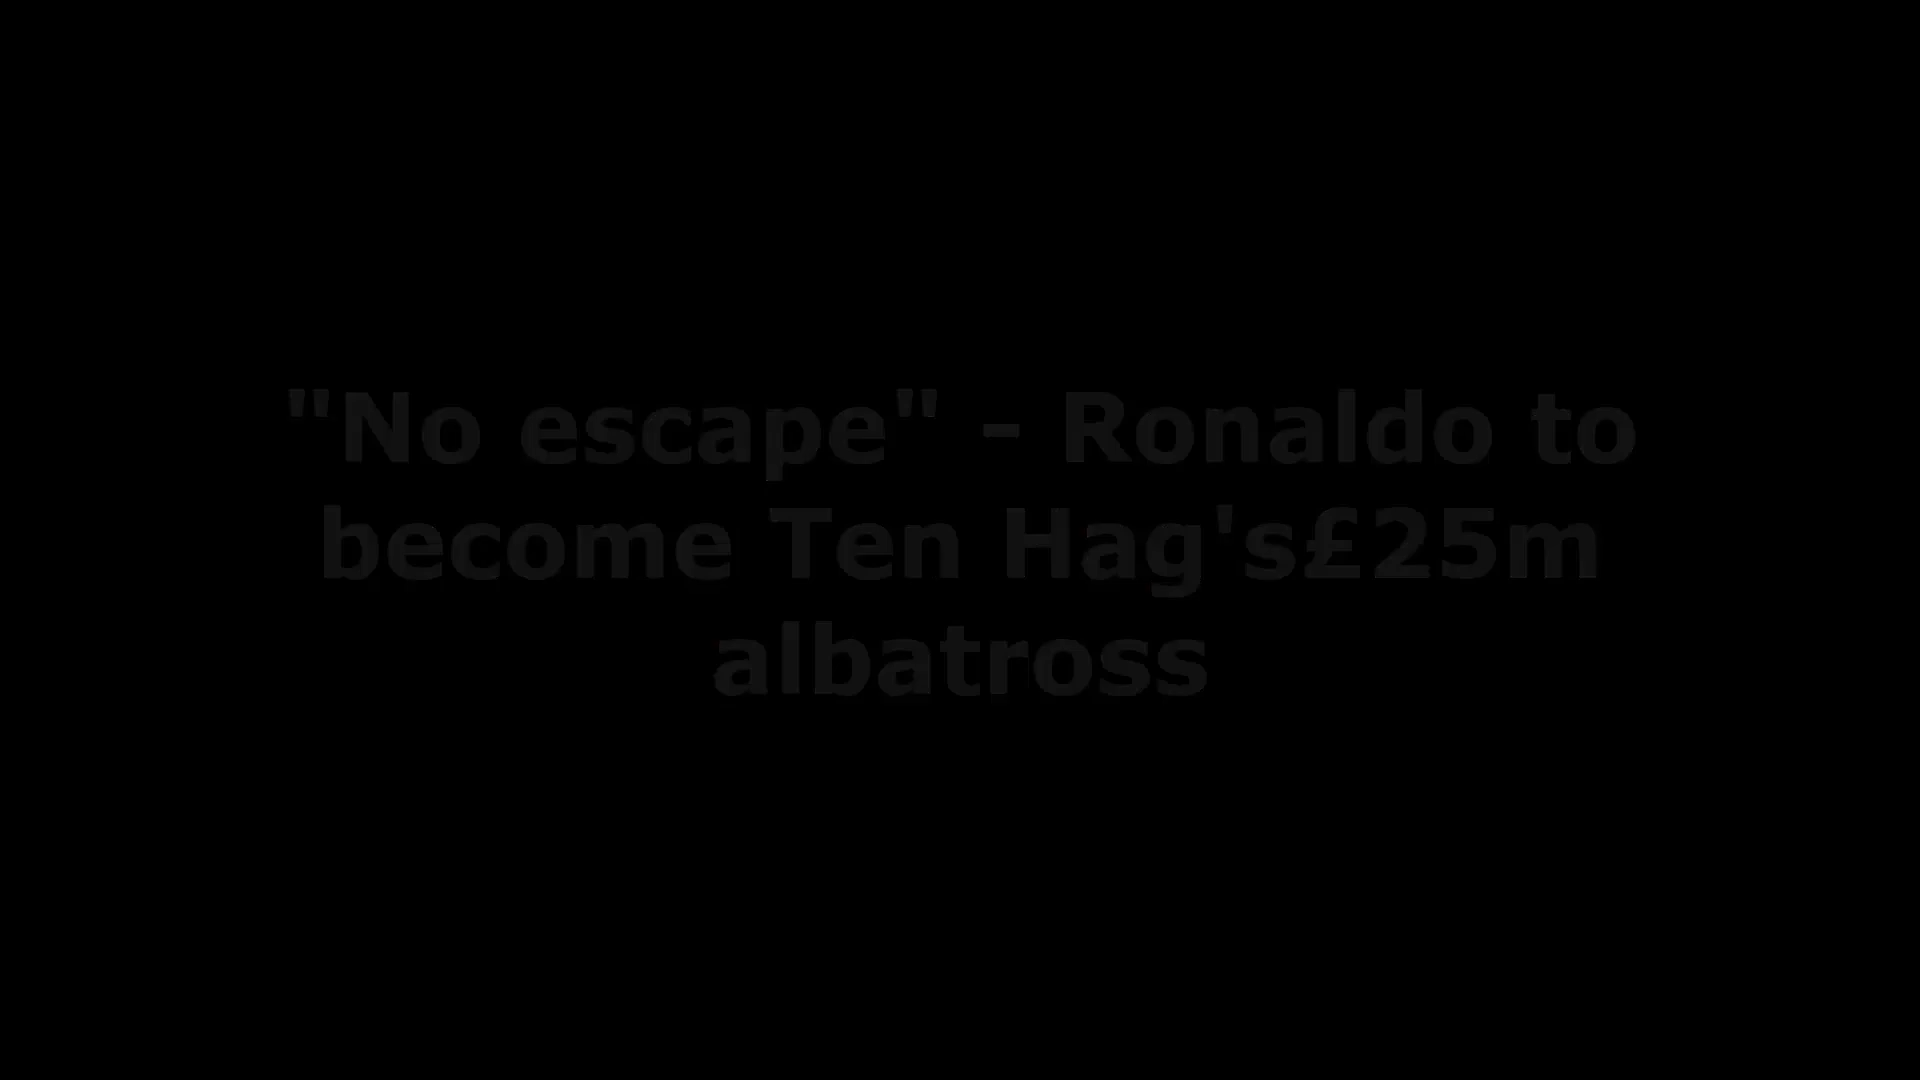 "No escape" - Ronaldo to
become Ten Hag's£25m
albatross